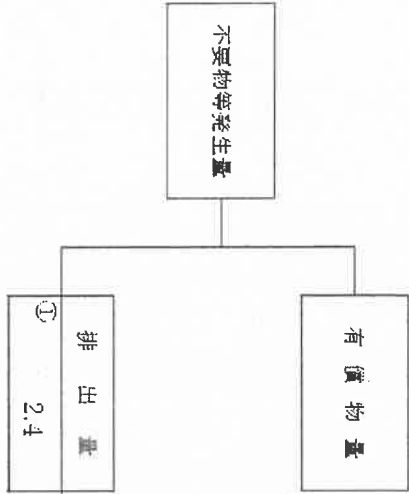 不要物等発生量
有償物量
排出量
①
2.4